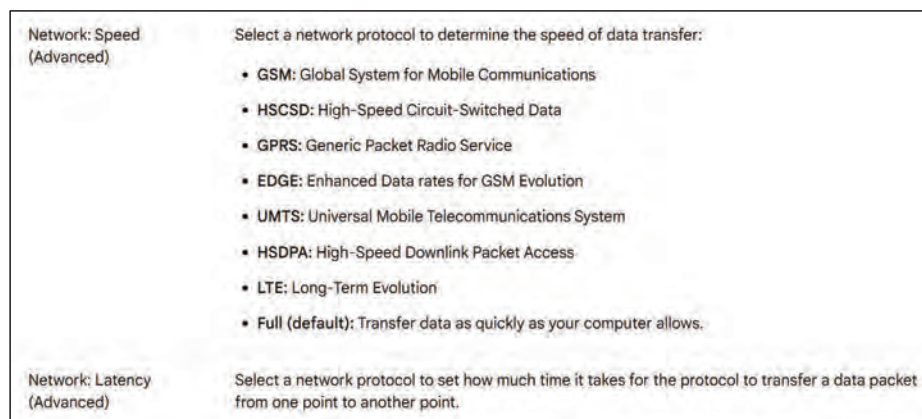 Network: Speed
(Advanced)
Select a network protocol to determine the speed of data transfer:
• GSM: Global System for Mobile Communications
• HSCSD: High-Speed Circuit-Switched Data
• GPRS: Generic Packet Radio Service
• EDGE: Enhanced Data rates for GSM Evolution
• UMTS: Universal Mobile Telecommunications System
• HSDPA: High-Speed Downlink Packet Access
• LTE: Long-Term Evolution
• Full (default): Transfer data as quickly as your computer allows.
Network: Latency
(Advanced)
Select a network protocol to set how much time it takes for the protocol to transfer a data packet
from one point to another point.